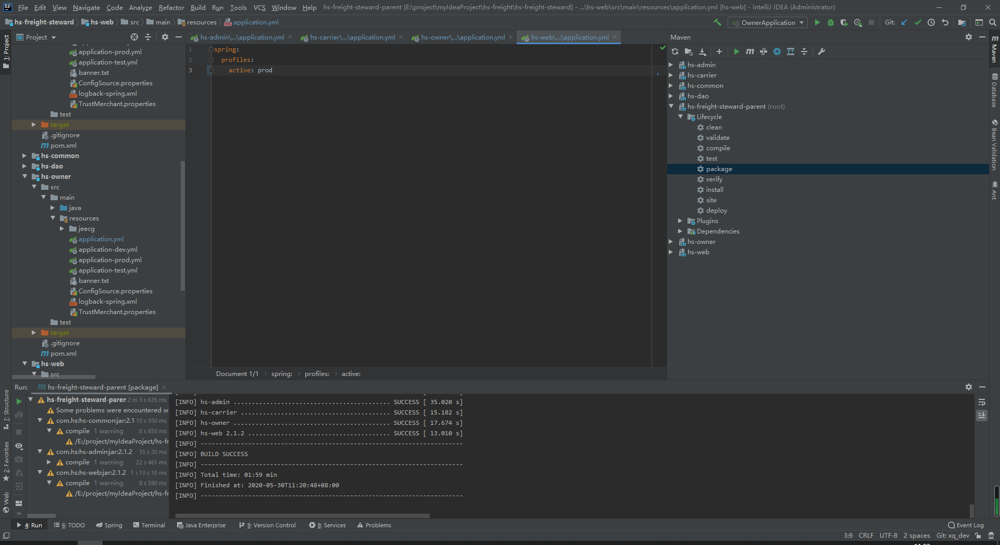 File Edit View Navigate Code Analyze Refactor Build Run Tools VCS Window Help hs-freight-steward-parent [E:\project\myIdeaProject\hs-freight\hs-freight-steward] - ...\hs-web\src\main\resources\application.yml [hs-web] - IntelliJ IDEA (Administrator)
hs-freight-steward hs-web src main resources application.yml OwnerApplication Git:
Project
hs-admin\...\application.yml hs-carrier\...\application.yml hs-owner\...\application.yml hs-web\...\application.yml
Maven
1: Project
application-prod.yml
application-test.yml
banner.txt
ConfigSource.properties
logback-spring.xml
TrustMerchant.properties
test
target
.gitignore
pom.xml
hs-common
hs-dao
hs-owner
src
main
java
resources
jeecg
application.yml
application-dev.yml
application-prod.yml
application-test.yml
banner.txt
ConfigSource.properties
logback-spring.xml
TrustMerchant.properties
test
target
.gitignore
pom.xml
hs-web
src
1 spring:
2 profiles:
3 active: prod
Document 1/1 spring: profiles: active:
hs-admin
hs-carrier
hs-common
hs-dao
hs-freight-steward-parent (root)
Lifecycle
clean
validate
compile
test
package
verify
install
site
deploy
Plugins
Dependencies
hs-owner
hs-web
Maven
Database
Bean Validation
Ant
Run: hs-freight-steward-parent [package]
hs-freight-steward-paren 2 m 3 s 635 ms
Some problems were encountered w
com.hs:hs-common:jar:2.1 15 s 350 ms
compile 1 warning 8 s 650 ms
/E:/project/myIdeaProject/hs-fr
com.hs:hs-admin:jar:2.1.2 35 s 20 ms
compile 1 warning 22 s 461 ms
com.hs:hs-web:jar:2.1.2 1 w 13 s 10 ms
compile 1 warning 8 s 590 ms
/E:/project/myIdeaProject/hs-fr
[INFO] hs-admin ........................................... SUCCESS [ 35.020 s]
[INFO] hs-carrier ......................................... SUCCESS [ 15.182 s]
[INFO] hs-owner ........................................... SUCCESS [ 17.674 s]
[INFO] hs-web 2.1.2 ....................................... SUCCESS [ 13.010 s]
[INFO] ------------------------------------------------------------------------
[INFO] BUILD SUCCESS
[INFO] ------------------------------------------------------------------------
[INFO] Total time: 01:59 min
[INFO] Finished at: 2020-05-30T11:20:48+08:00
[INFO] ------------------------------------------------------------------------
7: Structure
2: Favorites
Web
4: Run 6: TODO Spring Terminal Java Enterprise 9: Version Control 8: Services Problems Event Log
3:9 CRLF UTF-8 2 spaces Git: xq_dev